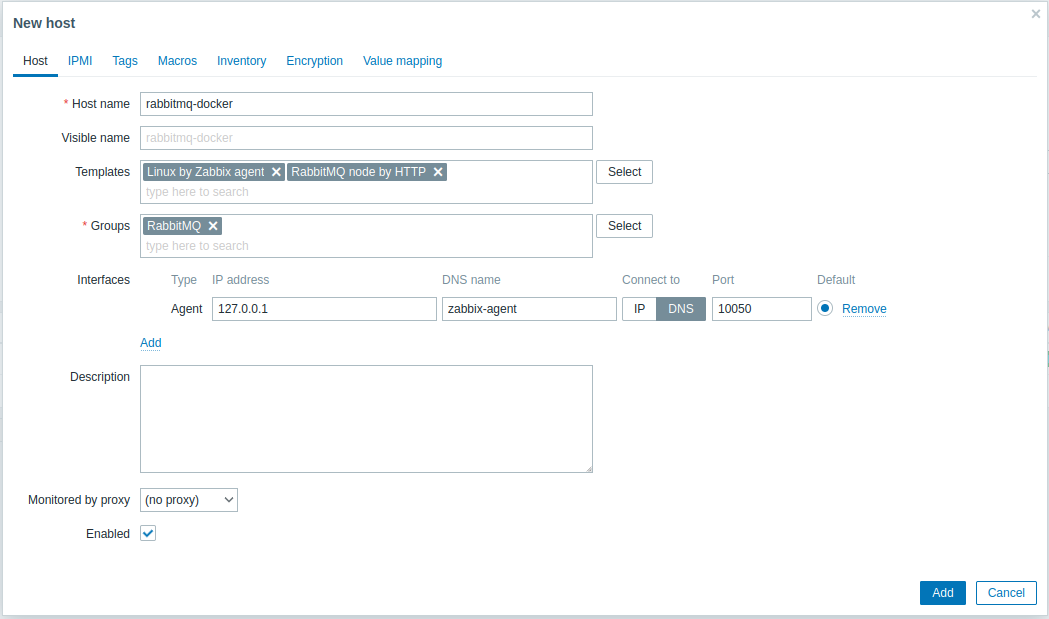 New host
Host IPMI Tags Macros Inventory Encryption Value mapping
* Host name rabbitmq-docker
Visible name rabbitmq-docker
Templates Linux by Zabbix agent RabbitMQ node by HTTP Select
type here to search
* Groups RabbitMQ Select
type here to search
Interfaces Type IP address DNS name Connect to Port Default
Agent 127.0.0.1 zabbix-agent IP DNS 10050 Remove
Add
Description
Monitored by proxy (no proxy)
Enabled
Add Cancel